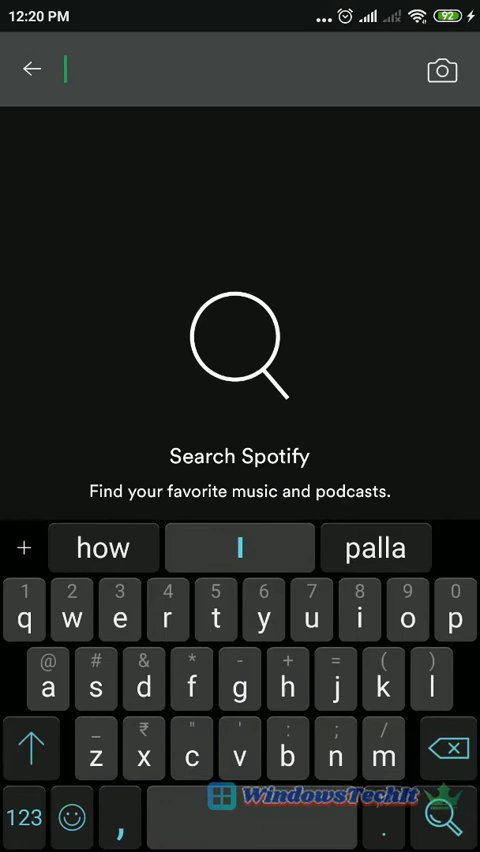 12:20 PM 92
Search Spotify
Find your favorite music and podcasts.
+ how I palla
1 2 3 4 5 6 7 8 9 0
q w e r t y u i o p
@ # & * - + = ( )
a s d f g h j k l
_ ₹ " ' : ; /
z x c v b n m
WindowsTechIt
123 , .